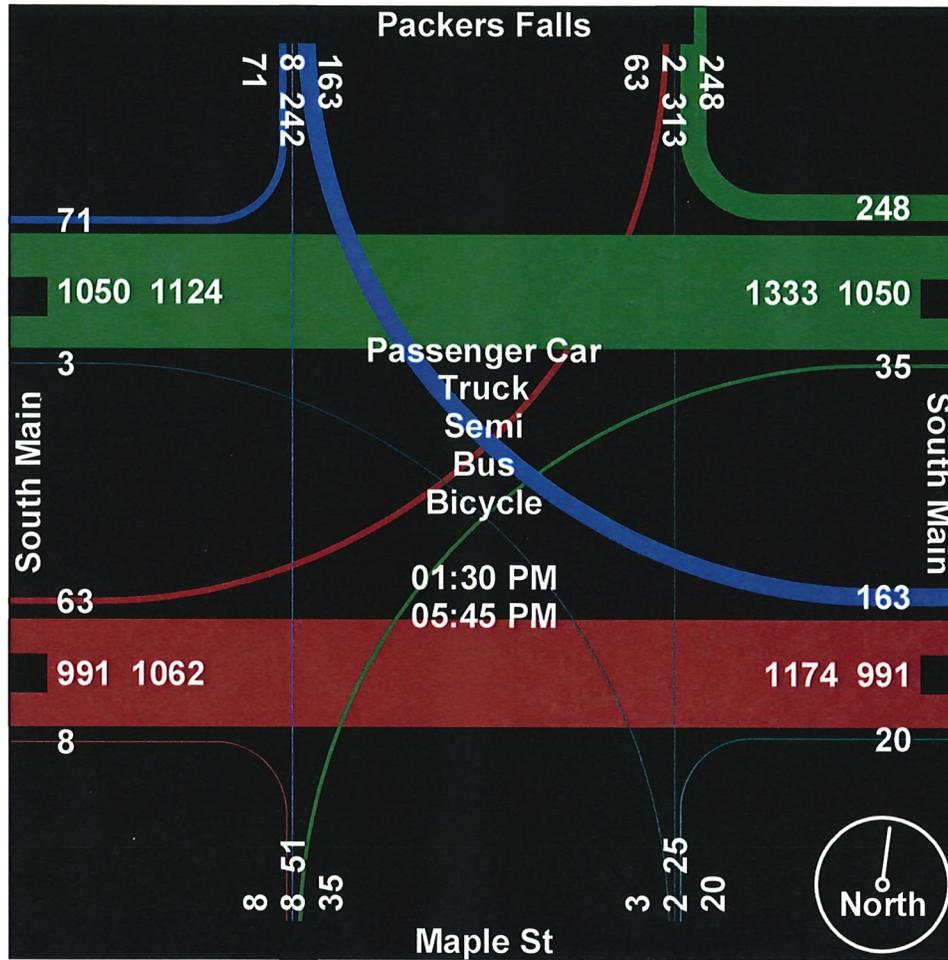 Packers Falls
71
8
163
242
63
2
248
313
71
248
1050 1124
1333 1050
3
Passenger Car
35
Truck
Semi
Bus
Bicycle
South Main
South Main
01:30 PM
05:45 PM
63
163
991 1062
1174 991
8
20
51
25
8
8
35
3
2
20
North
Maple St